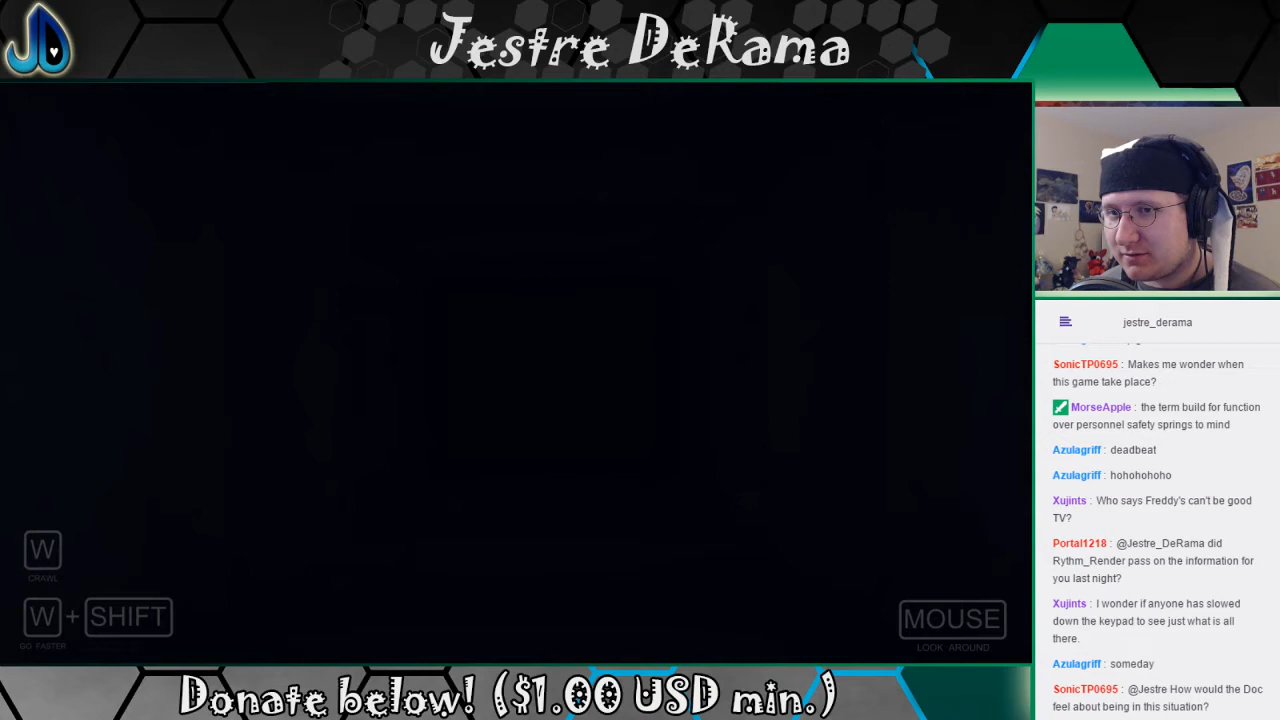 JD
Jestre DeRama
jestre_derama
SonicTP0695 : Makes me wonder when
this game take place?
MorseApple : the term build for function
over personnel safety springs to mind
Azulagriff : deadbeat
Azulagriff : hohohohoho
Xujints : Who says Freddy's can't be good
TV?
Portal1218 : @Jestre_DeRama did
Rythm_Render pass on the information for
you last night?
Xujints : I wonder if anyone has slowed
down the keypad to see just what is all
there.
Azulagriff : someday
SonicTP0695 : @Jestre How would the Doc
feel about being in this situation?
W
CRAWL
W + SHIFT
GO FASTER
MOUSE
LOOK AROUND
Donate below! ($1.00 USD min.)